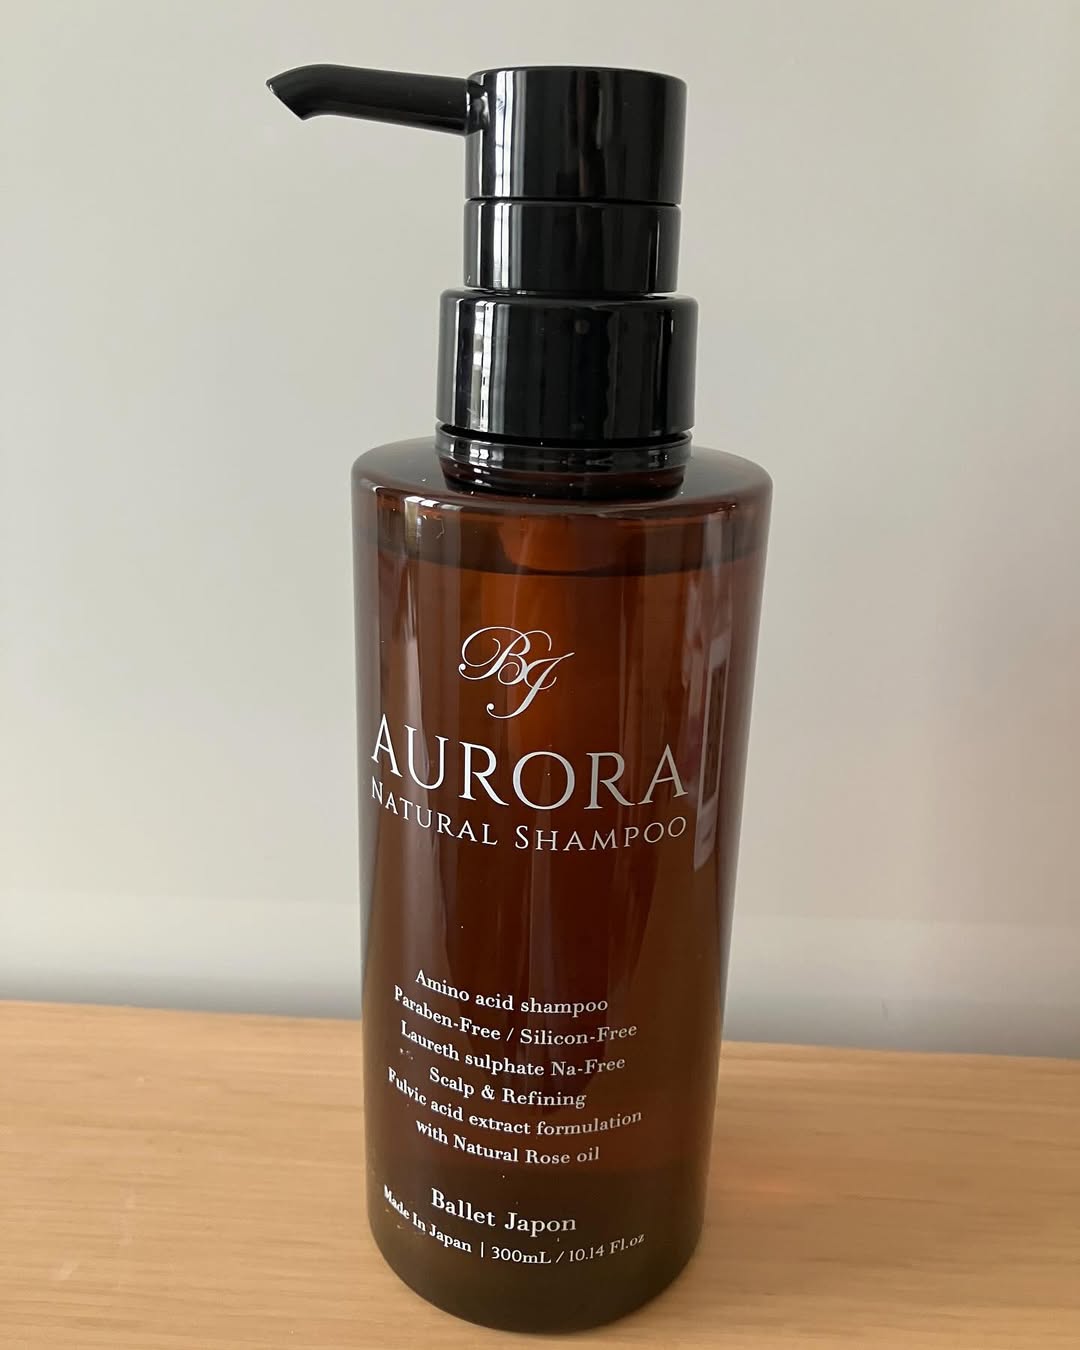 BJ
AURORA
NATURAL SHAMPOO
Amino acid shampoo
Paraben-Free / Silicon-Free
Laureth sulphate Na-Free
Scalp & Refining
Fulvic acid extract formulation
with Natural Rose oil
Ballet Japon
Made In Japan | 300mL / 10.14 Fl.oz